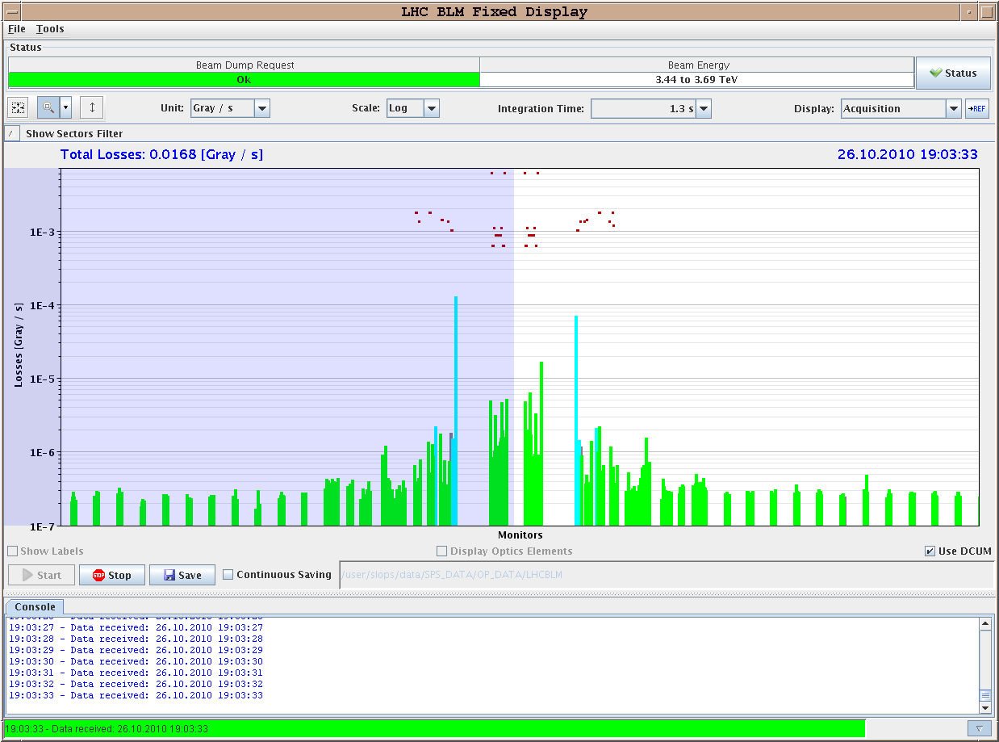 LHC BLM Fixed Display
File Tools
Status
Beam Dump Request Beam Energy
Ok 3.44 to 3.69 TeV
Status
Unit: Gray / s Scale: Log Integration Time: 1.3 s Display: Acquisition →REF
Show Sectors Filter
Total Losses: 0.0168 [Gray / s] 26.10.2010 19:03:33
Losses [Gray / s]
1E-3
1E-4
1E-5
1E-6
1E-7
Monitors
Show Labels Display Optics Elements Use DCUM
Start STOP Stop Save Continuous Saving /user/slops/data/SPS_DATA/OP_DATA/LHCBLM
Console
19:03:27 - Data received: 26.10.2010 19:03:27
19:03:28 - Data received: 26.10.2010 19:03:28
19:03:29 - Data received: 26.10.2010 19:03:29
19:03:30 - Data received: 26.10.2010 19:03:30
19:03:31 - Data received: 26.10.2010 19:03:31
19:03:32 - Data received: 26.10.2010 19:03:32
19:03:33 - Data received: 26.10.2010 19:03:33
19:03:33 - Data received: 26.10.2010 19:03:33